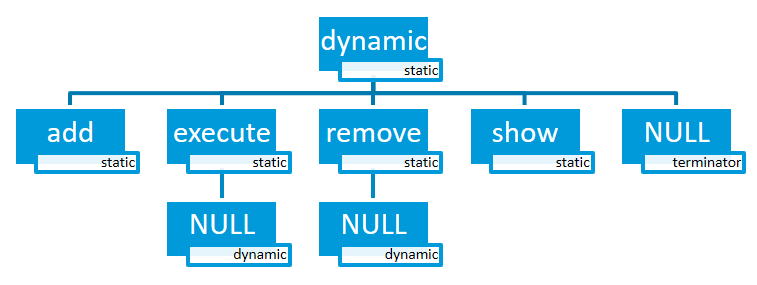 dynamic
static
add
static
execute
static
remove
static
show
static
NULL
terminator
NULL
dynamic
NULL
dynamic